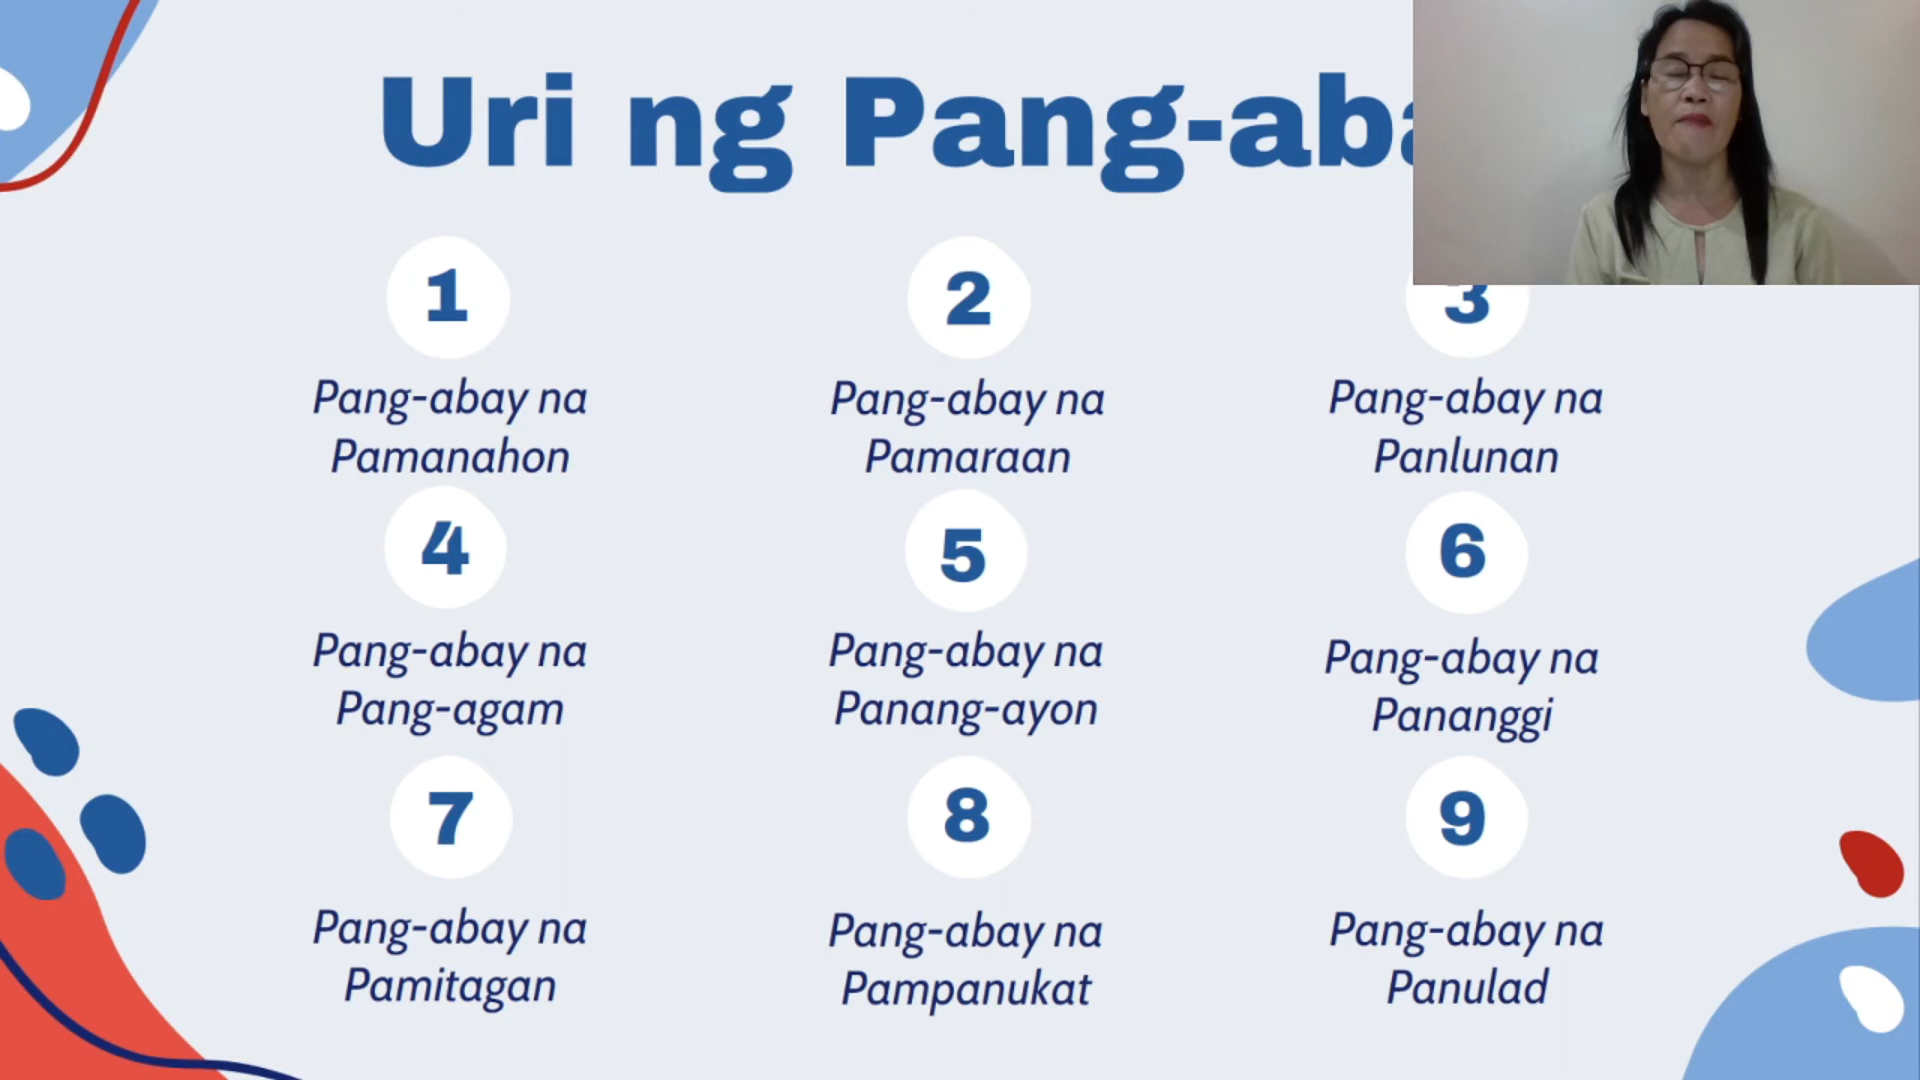 Uri ng
1
2
3
Pang-abay na
Pamanahon
Pang-abay na
Pamaraan
Pang-abay na
Panlunan
4
5
6
Pang-abay na
Pang-agam
Pang-abay na
Panang-ayon
Pang-abay na
Pananggi
7
8
9
Pang-abay na
Pamitagan
Pang-abay na
Pampanukat
Pang-abay na
Panulad